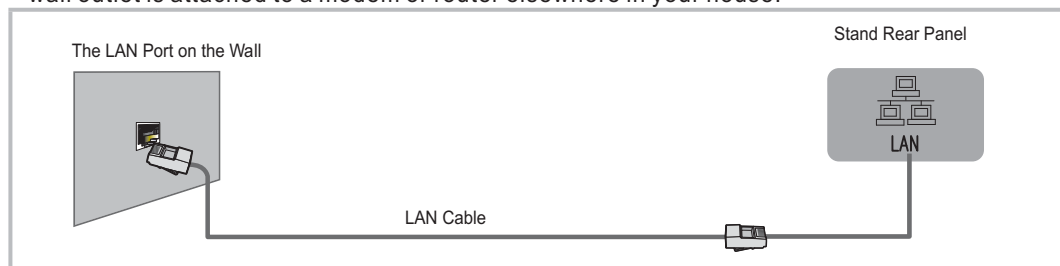 wall outlet is attached to a modem or router elsewhere in your house.
The LAN Port on the Wall
Stand Rear Panel
LAN
LAN Cable